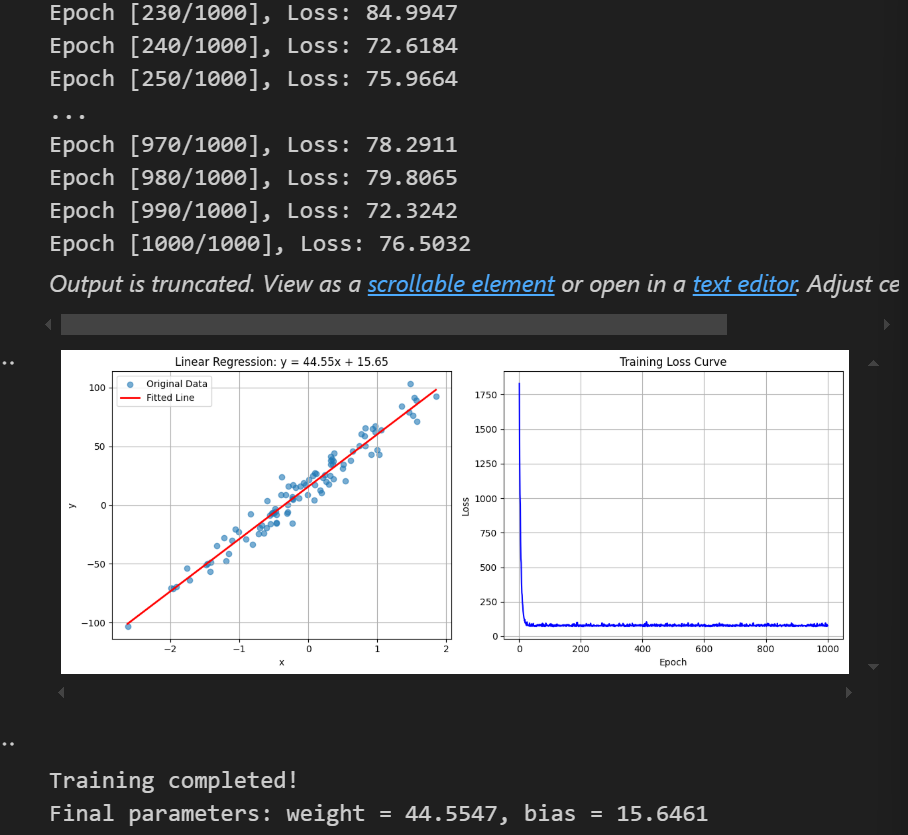 Epoch [230/1000], Loss: 84.9947
Epoch [240/1000], Loss: 72.6184
Epoch [250/1000], Loss: 75.9664
...
Epoch [970/1000], Loss: 78.2911
Epoch [980/1000], Loss: 79.8065
Epoch [990/1000], Loss: 72.3242
Epoch [1000/1000], Loss: 76.5032
Output is truncated. View as a scrollable element or open in a text editor. Adjust ce
..
Linear Regression: y = 44.55x + 15.65
Original Data
Fitted Line
100
50
0
−50
−100
y
−2
−1
0
1
2
x
Training Loss Curve
1750
1500
1250
1000
750
500
250
0
Loss
0
200
400
600
800
1000
Epoch
..
Training completed!
Final parameters: weight = 44.5547, bias = 15.6461